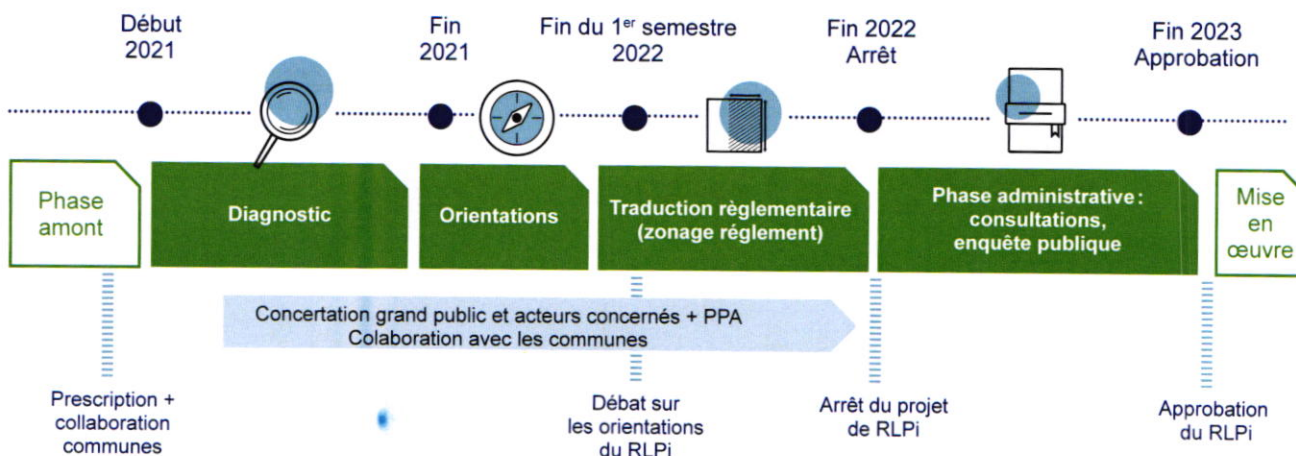 Début
2021
Fin
2021
Fin du 1er semestre
2022
Fin 2022
Arrêt
Fin 2023
Approbation
Phase
amont
Diagnostic
Orientations
Traduction règlementaire
(zonage réglement)
Phase administrative :
consultations,
enquête publique
Mise
en
œuvre
Concertation grand public et acteurs concernés + PPA
Colaboration avec les communes
Prescription +
collaboration
communes
Débat sur
les orientations
du RLPi
Arrêt du projet
de RLPi
Approbation
du RLPi